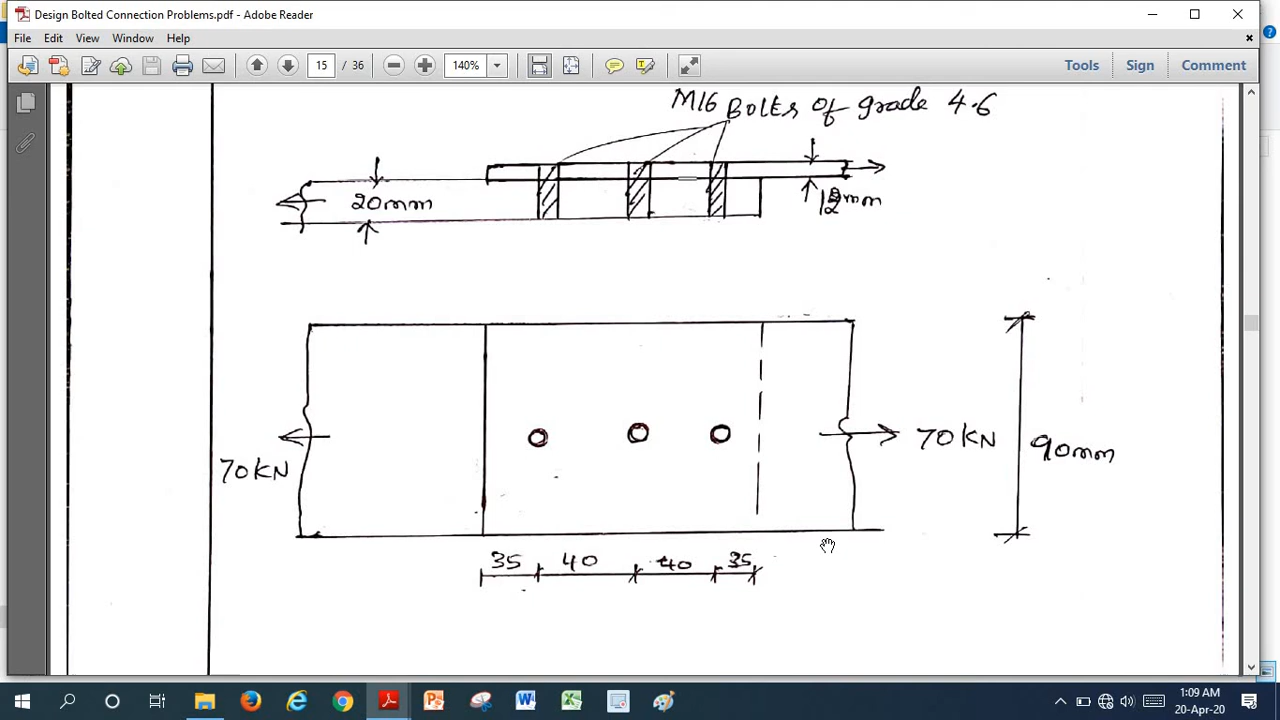 Design Bolted Connection Problems.pdf - Adobe Reader
File Edit View Window Help
15 / 36 140% Tools Sign Comment
M16 Bolts of grade 4.6
20mm
12mm
70KN
70KN
90mm
35 40 40 35
1:09 AM
20-Apr-20